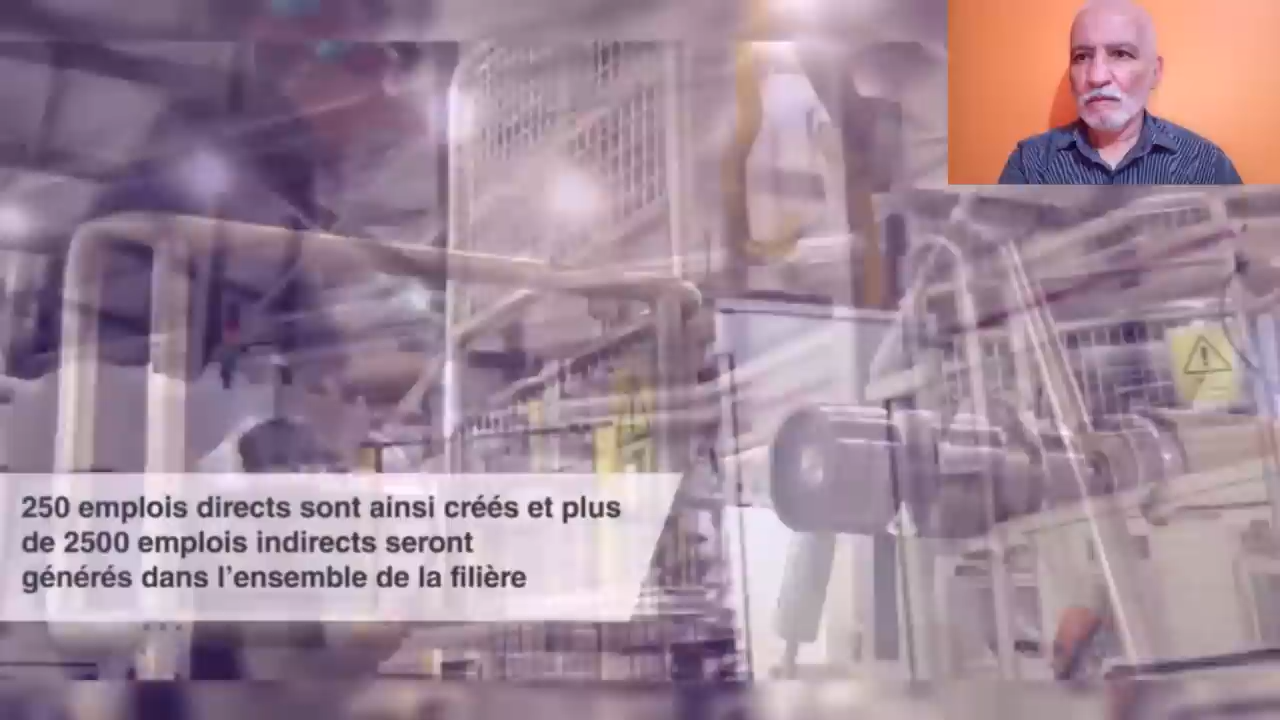 250 emplois directs sont ainsi créés et plus
de 2500 emplois indirects seront
générés dans l'ensemble de la filière